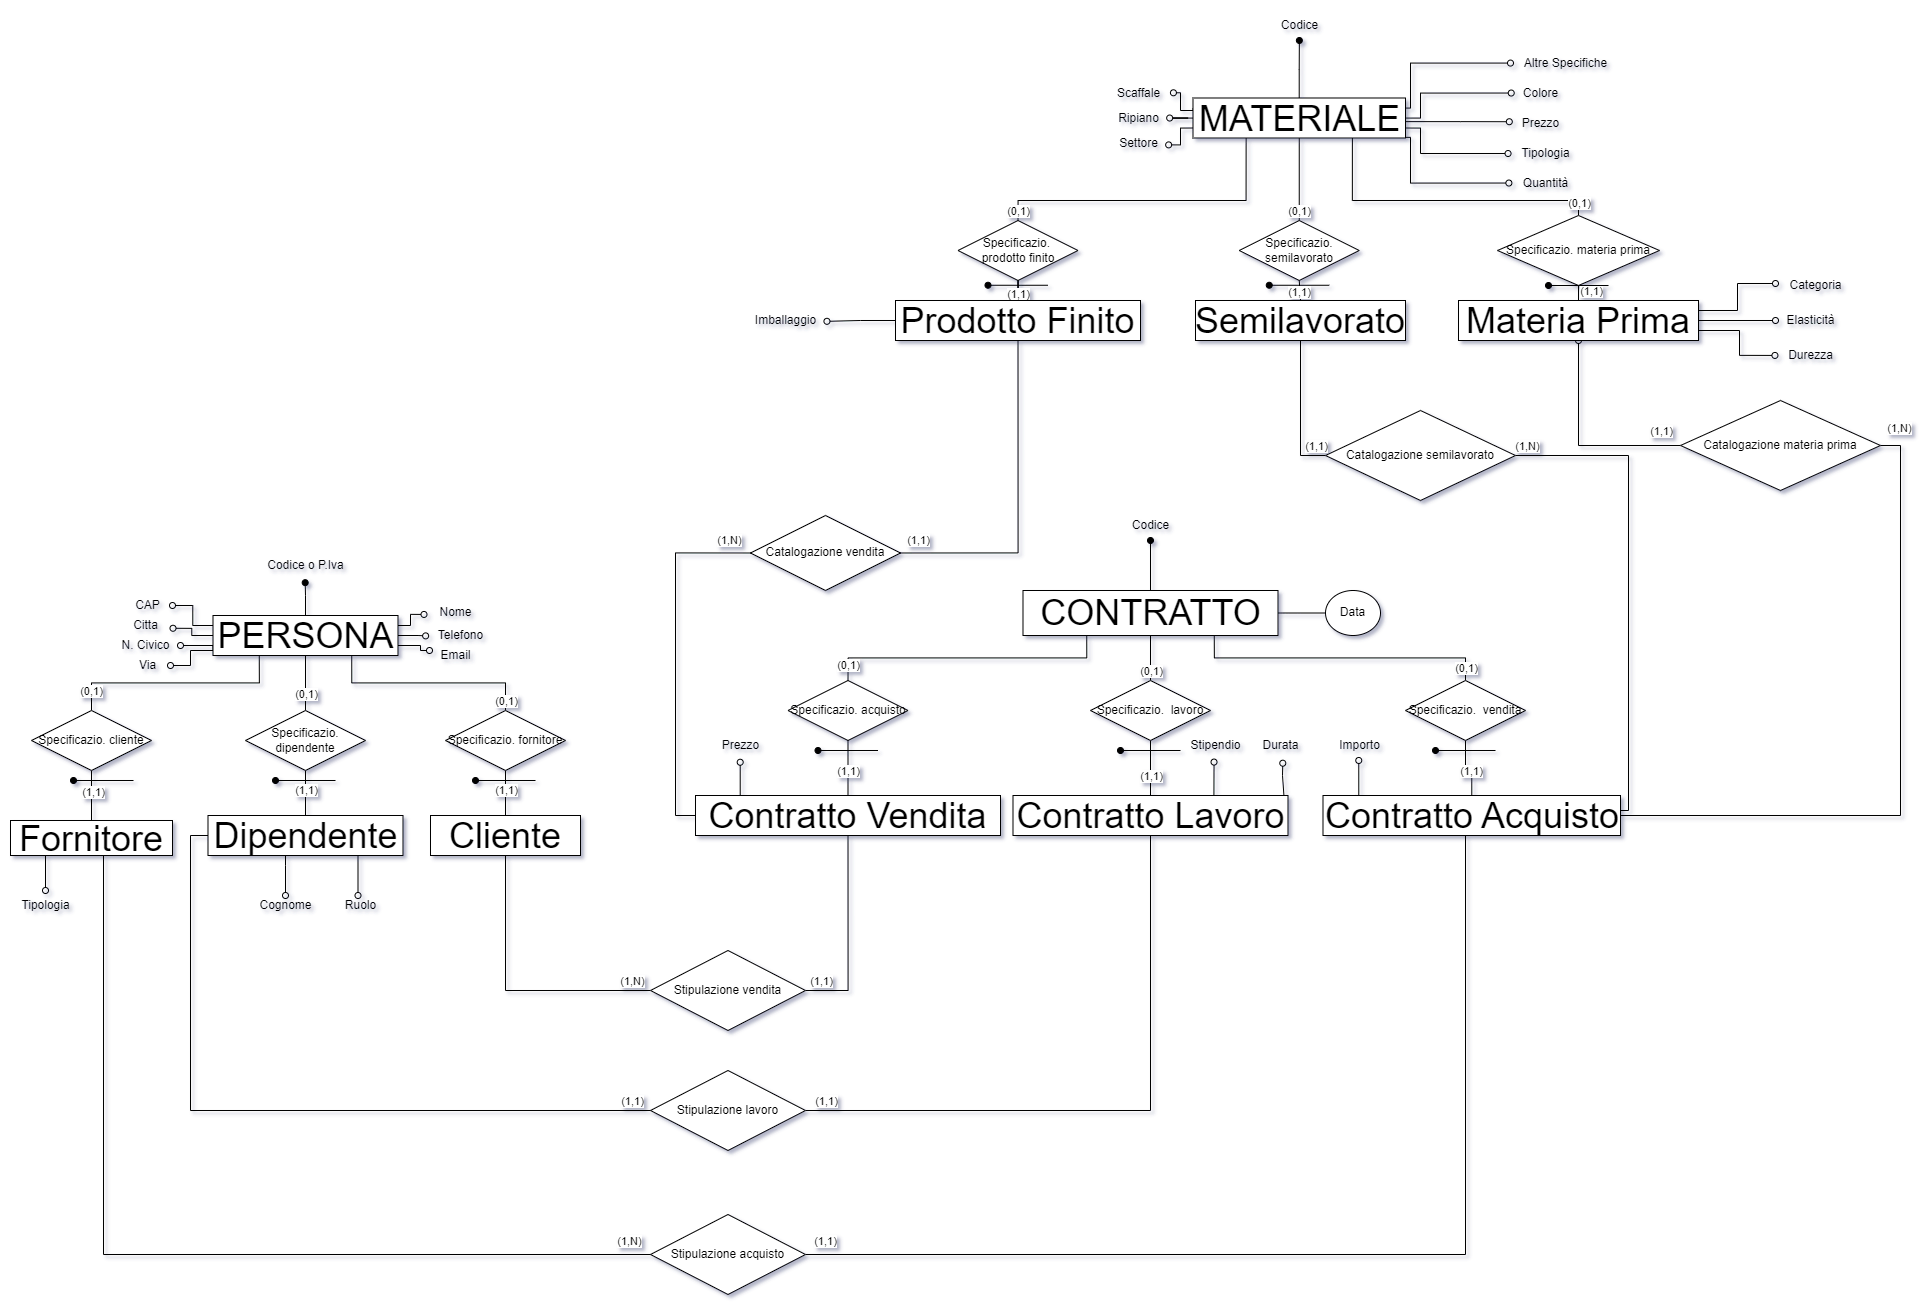 Codice
Altre Specifiche
Scaffale
Colore
MATERIALE
Ripiano
Prezzo
Settore
Tipologia
Quantità
(0,1)
(0,1)
(0,1)
Specificazio.
prodotto finito
Specificazio.
semilavorato
Specificazio. materia prima
(1,1)
(1,1)
(1,1)
Categoria
Imballaggio
Prodotto Finito
Semilavorato
Materia Prima
Elasticità
Durezza
(1,1)
Catalogazione semilavorato
(1,N)
(1,1)
Catalogazione materia prima
(1,N)
Codice
(1,N)
Catalogazione vendita
(1,1)
Codice o P.Iva
CAP
Nome
Citta
PERSONA
Telefono
N. Civico
Email
Via
CONTRATTO
Data
(0,1)
(0,1)
(0,1)
(0,1)
(0,1)
(0,1)
Specificazio. cliente
Specificazio.
dipendente
Specificazio. fornitore
Specificazio. acquisto
Specificazio.  lavoro
Specificazio.  vendita
Prezzo
Stipendio
Durata
Importo
(1,1)
(1,1)
(1,1)
(1,1)
(1,1)
(1,1)
Fornitore
Dipendente
Cliente
Contratto Vendita
Contratto Lavoro
Contratto Acquisto
Tipologia
Cognome
Ruolo
(1,N)
Stipulazione vendita
(1,1)
(1,1)
Stipulazione lavoro
(1,1)
(1,N)
Stipulazione acquisto
(1,1)